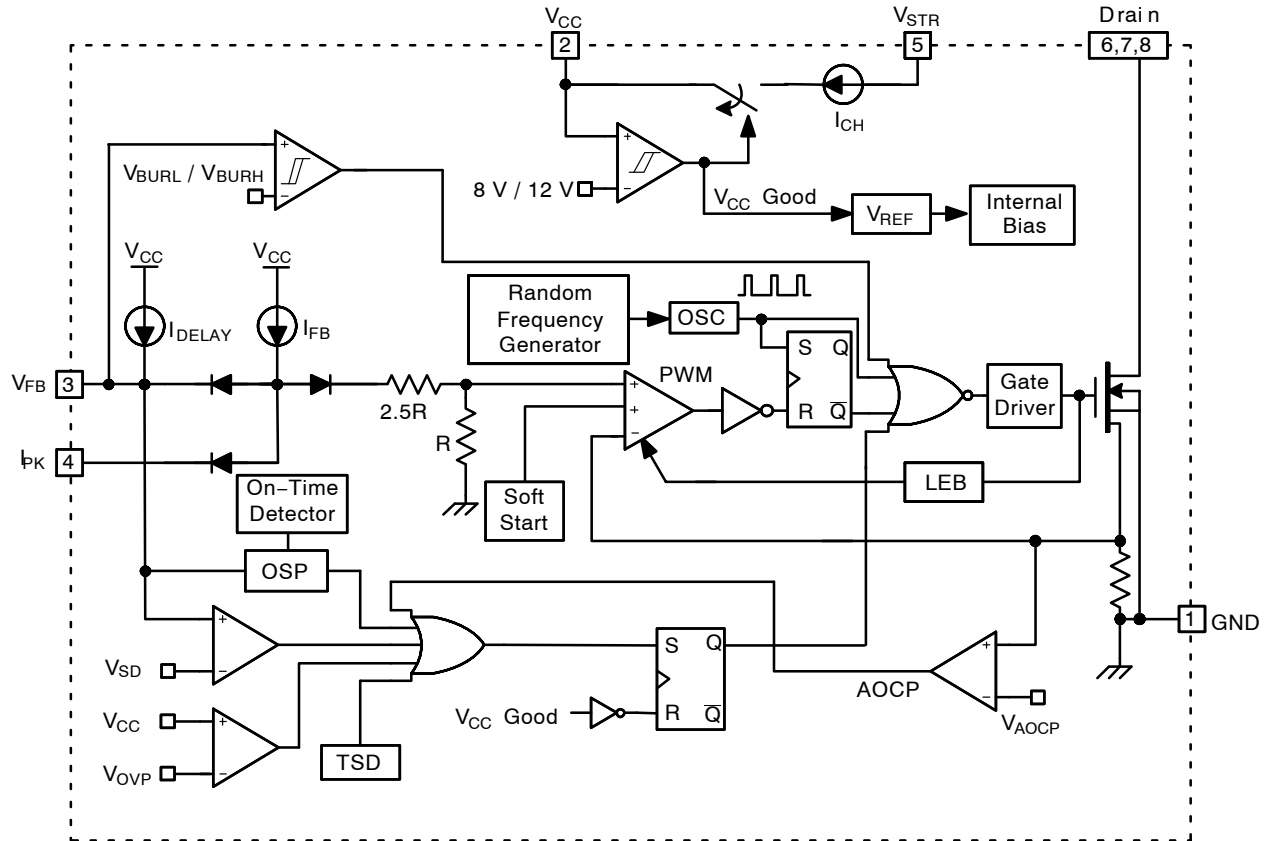 VCC
VSTR
Drain
2
5
6,7,8
ICH
+
−
VBURL / VBURH
8 V / 12 V
+
−
VCC Good
VREF
Internal
Bias
VCC
VCC
IDELAY
IFB
Random
Frequency
Generator
OSC
S
Q
R
Q
VFB
3
2.5R
R
PWM
+
+
−
Gate
Driver
IPK
4
On−Time
Detector
Soft
Start
LEB
OSP
1
GND
+
−
VSD
S
Q
R
Q
VCC Good
AOCP
+
−
VAOCP
VCC
VOVP
+
−
TSD